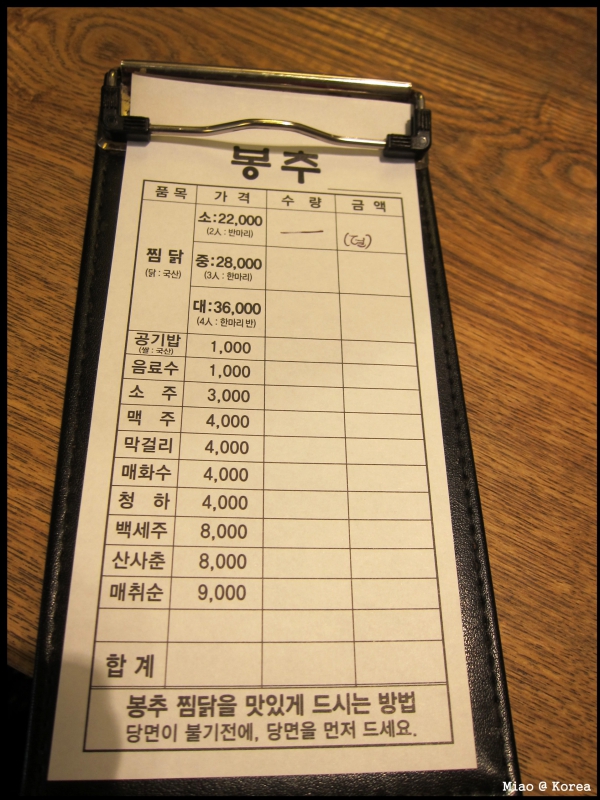 봉추
품목 가격 수량 금액
찜닭
(닭 : 국산)
소:22,000
(2人 : 반마리)
一
(덜)
중:28,000
(3人 : 한마리)
대:36,000
(4人 : 한마리 반)
공기밥 1,000
(쌀 : 국산)
음료수 1,000
소주 3,000
맥주 4,000
막걸리 4,000
매화수 4,000
청하 4,000
백세주 8,000
산사춘 8,000
매취순 9,000
합계
봉추 찜닭을 맛있게 드시는 방법
당면이 불기전에, 당면을 먼저 드세요.
Miao @ Korea